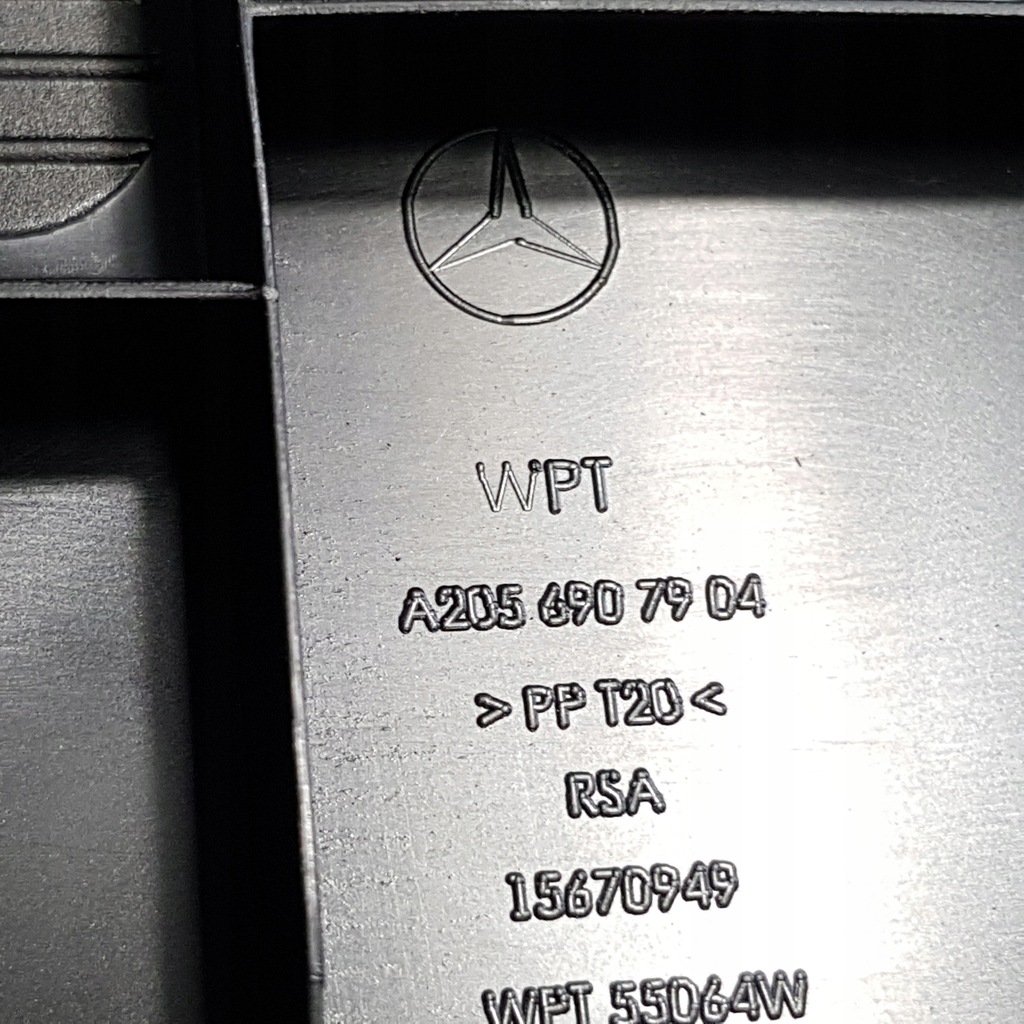 WPT
A205 690 79 04
>PP T20<
RSA
15670949
WPT 55064W